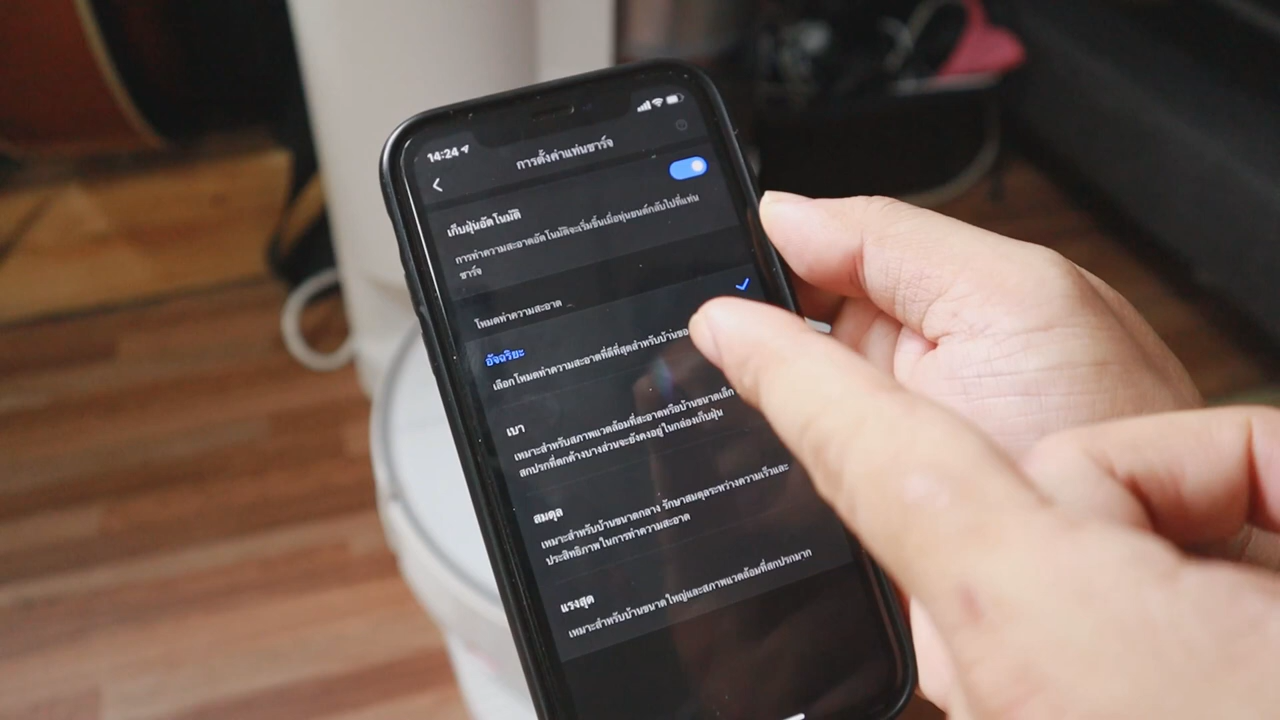 14:24
การตั้งค่าแท่นชาร์จ
เก็บฝุ่นอัตโนมัติ
การทำความสะอาดอัตโนมัติจะเริ่มขึ้นเมื่อหุ่นยนต์กลับไปที่แท่น
ชาร์จ
โหมดทำความสะอาด
อัจฉริยะ
เลือกโหมดทำความสะอาดที่ดีที่สุดสำหรับบ้านของ
เบา
เหมาะสำหรับสภาพแวดล้อมที่สะอาดหรือบ้านขนาดเล็ก
สกปรกที่ตกค้างบางส่วนจะยังคงอยู่ในกล่องเก็บฝุ่น
สมดุล
เหมาะสำหรับบ้านขนาดกลาง รักษาสมดุลระหว่างความเร็วและ
ประสิทธิภาพในการทำความสะอาด
แรงสุด
เหมาะสำหรับบ้านขนาดใหญ่และสภาพแวดล้อมที่สกปรกมาก